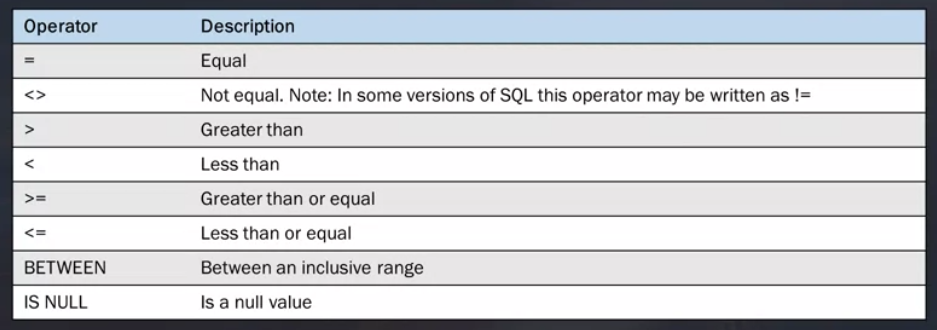 Operator Description
= Equal
<> Not equal. Note: In some versions of SQL this operator may be written as !=
> Greater than
< Less than
>= Greater than or equal
<= Less than or equal
BETWEEN Between an inclusive range
IS NULL Is a null value